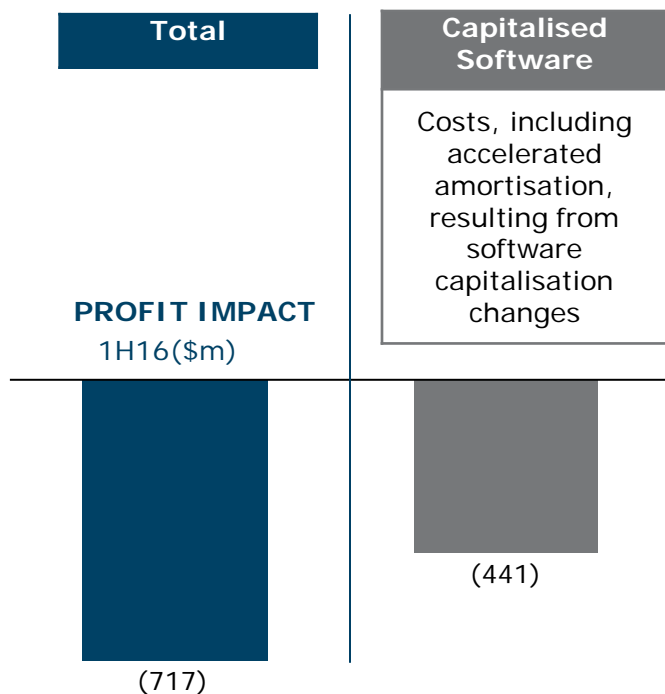 Total
PROFIT IMPACT
1H16($m)
(717)
Capitalised
Software
Costs, including
accelerated
amortisation,
resulting from
software
capitalisation
changes
(441)